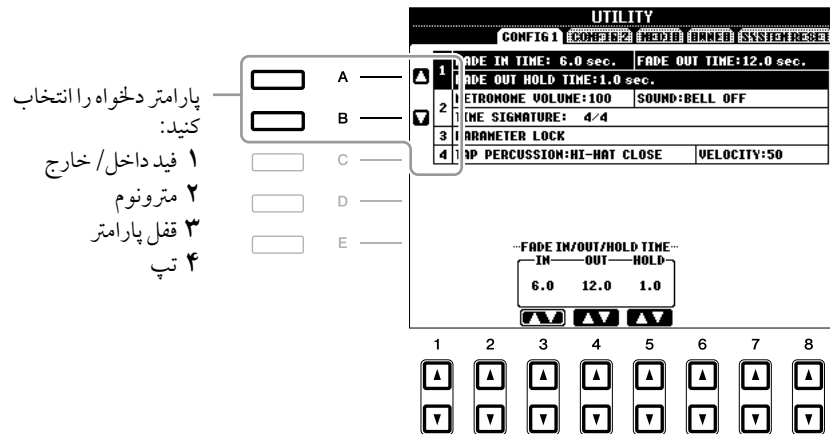 UTILITY
CONFIG 1 CONFIG 2 MEDIA OWNER SYSTEM RESET
1 FADE IN TIME: 6.0 sec. FADE OUT TIME:12.0 sec.
FADE OUT HOLD TIME:1.0 sec.
2 METRONOME VOLUME:100 SOUND:BELL OFF
TIME SIGNATURE: 4/4
3 PARAMETER LOCK
4 TAP PERCUSSION:HI-HAT CLOSE VELOCITY:50
A
B
C
D
E
پارامتر دلخواه را انتخاب
کنید:
۱ فید داخل/ خارج
۲ مترونوم
۳ قفل پارامتر
۴ تپ
FADE IN/OUT/HOLD TIME
IN OUT HOLD
6.0 12.0 1.0
1 2 3 4 5 6 7 8